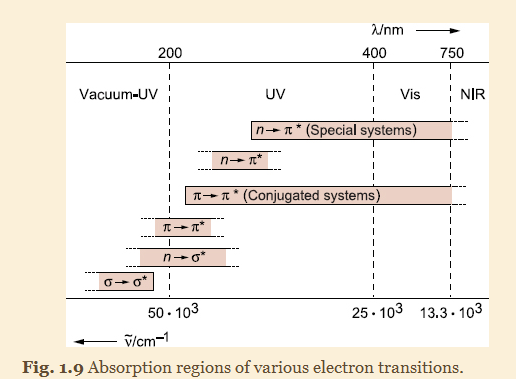 λ/nm
200 400 750
Vacuum-UV UV Vis NIR
n→π* (Special systems)
n→π*
π→π* (Conjugated systems)
π→π*
n→σ*
σ→σ*
50·10³ 25·10³ 13.3·10³
ṽ/cm⁻¹
Fig. 1.9 Absorption regions of various electron transitions.